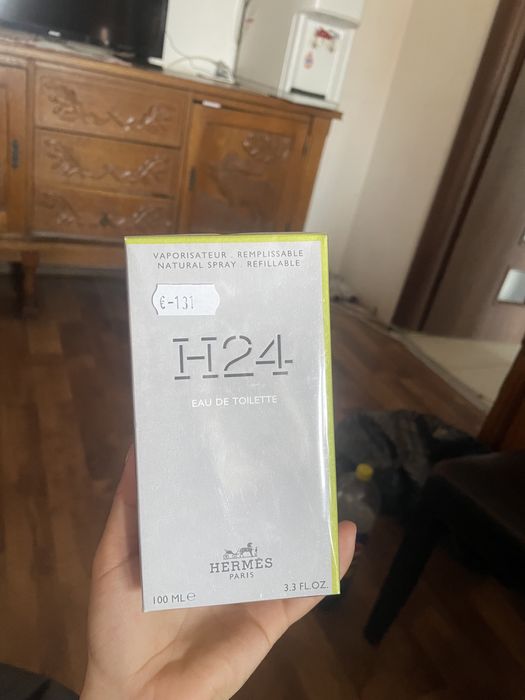 VAPORISATEUR . REMPLISSABLE
NATURAL SPRAY . REFILLABLE
€-131
H24
EAU DE TOILETTE
HERMÈS
PARIS
100 ML℮
3.3 FL.OZ.